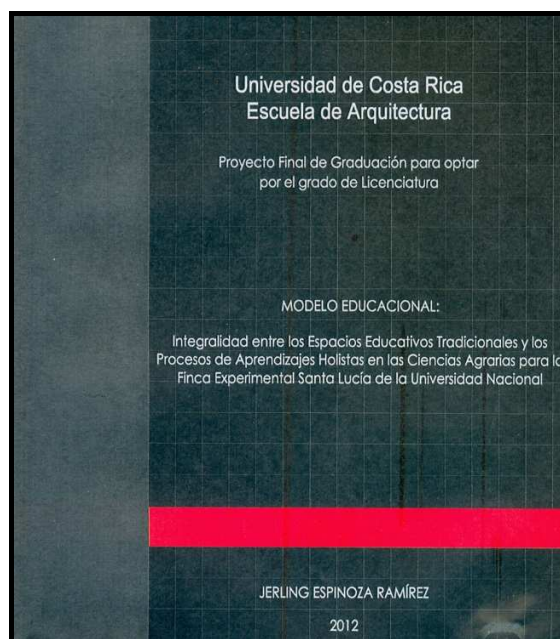 Universidad de Costa Rica
Escuela de Arquitectura
Proyecto Final de Graduación para optar
por el grado de Licenciatura
MODELO EDUCACIONAL:
Integralidad entre los Espacios Educativos Tradicionales y los
Procesos de Aprendizajes Holistas en las Ciencias Agrarias para
Finca Experimental Santa Lucía de la Universidad Nacional
JERLING ESPINOZA RAMÍREZ
2012